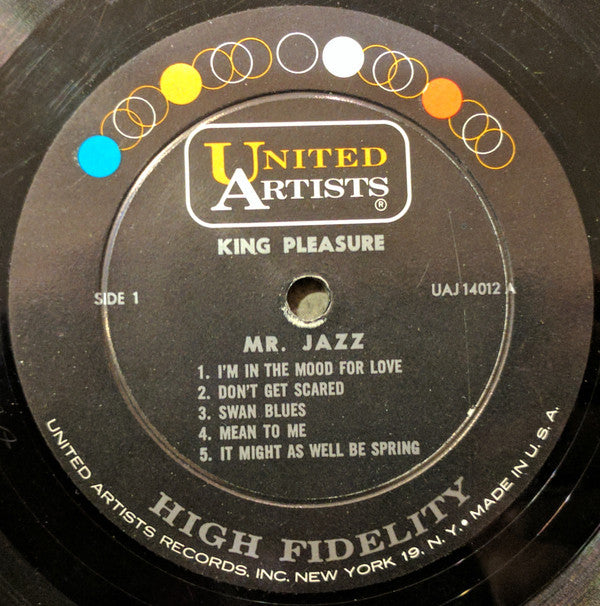 UNITED
ARTISTS®
KING PLEASURE
SIDE 1
UAJ 14012 A
MR. JAZZ
1. I'M IN THE MOOD FOR LOVE
2. DON'T GET SCARED
3. SWAN BLUES
4. MEAN TO ME
5. IT MIGHT AS WELL BE SPRING
HIGH FIDELITY
UNITED ARTISTS RECORDS, INC. NEW YORK 19, N. Y. • MADE IN U. S. A.